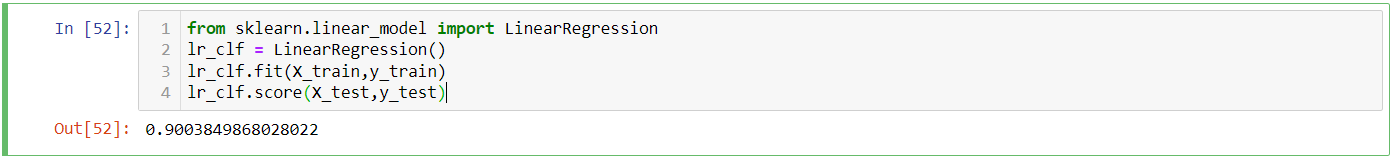 In [52]:
1 from sklearn.linear_model import LinearRegression
2 lr_clf = LinearRegression()
3 lr_clf.fit(X_train,y_train)
4 lr_clf.score(X_test,y_test)
Out[52]: 0.9003849868028022